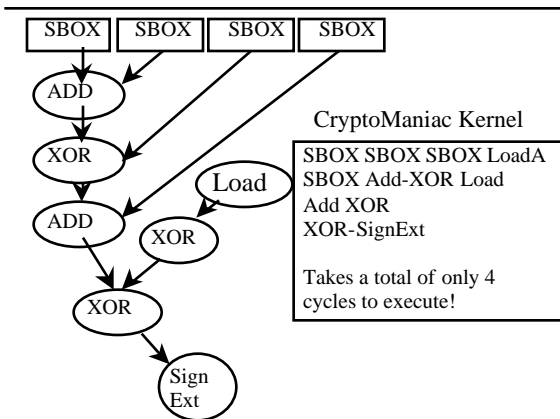 SBOX SBOX SBOX SBOX
ADD
CryptoManiac Kernel
XOR
SBOX SBOX SBOX LoadA
SBOX Add-XOR Load
Add XOR
XOR-SignExt
Takes a total of only 4
cycles to execute!
Load
ADD
XOR
XOR
Sign
Ext